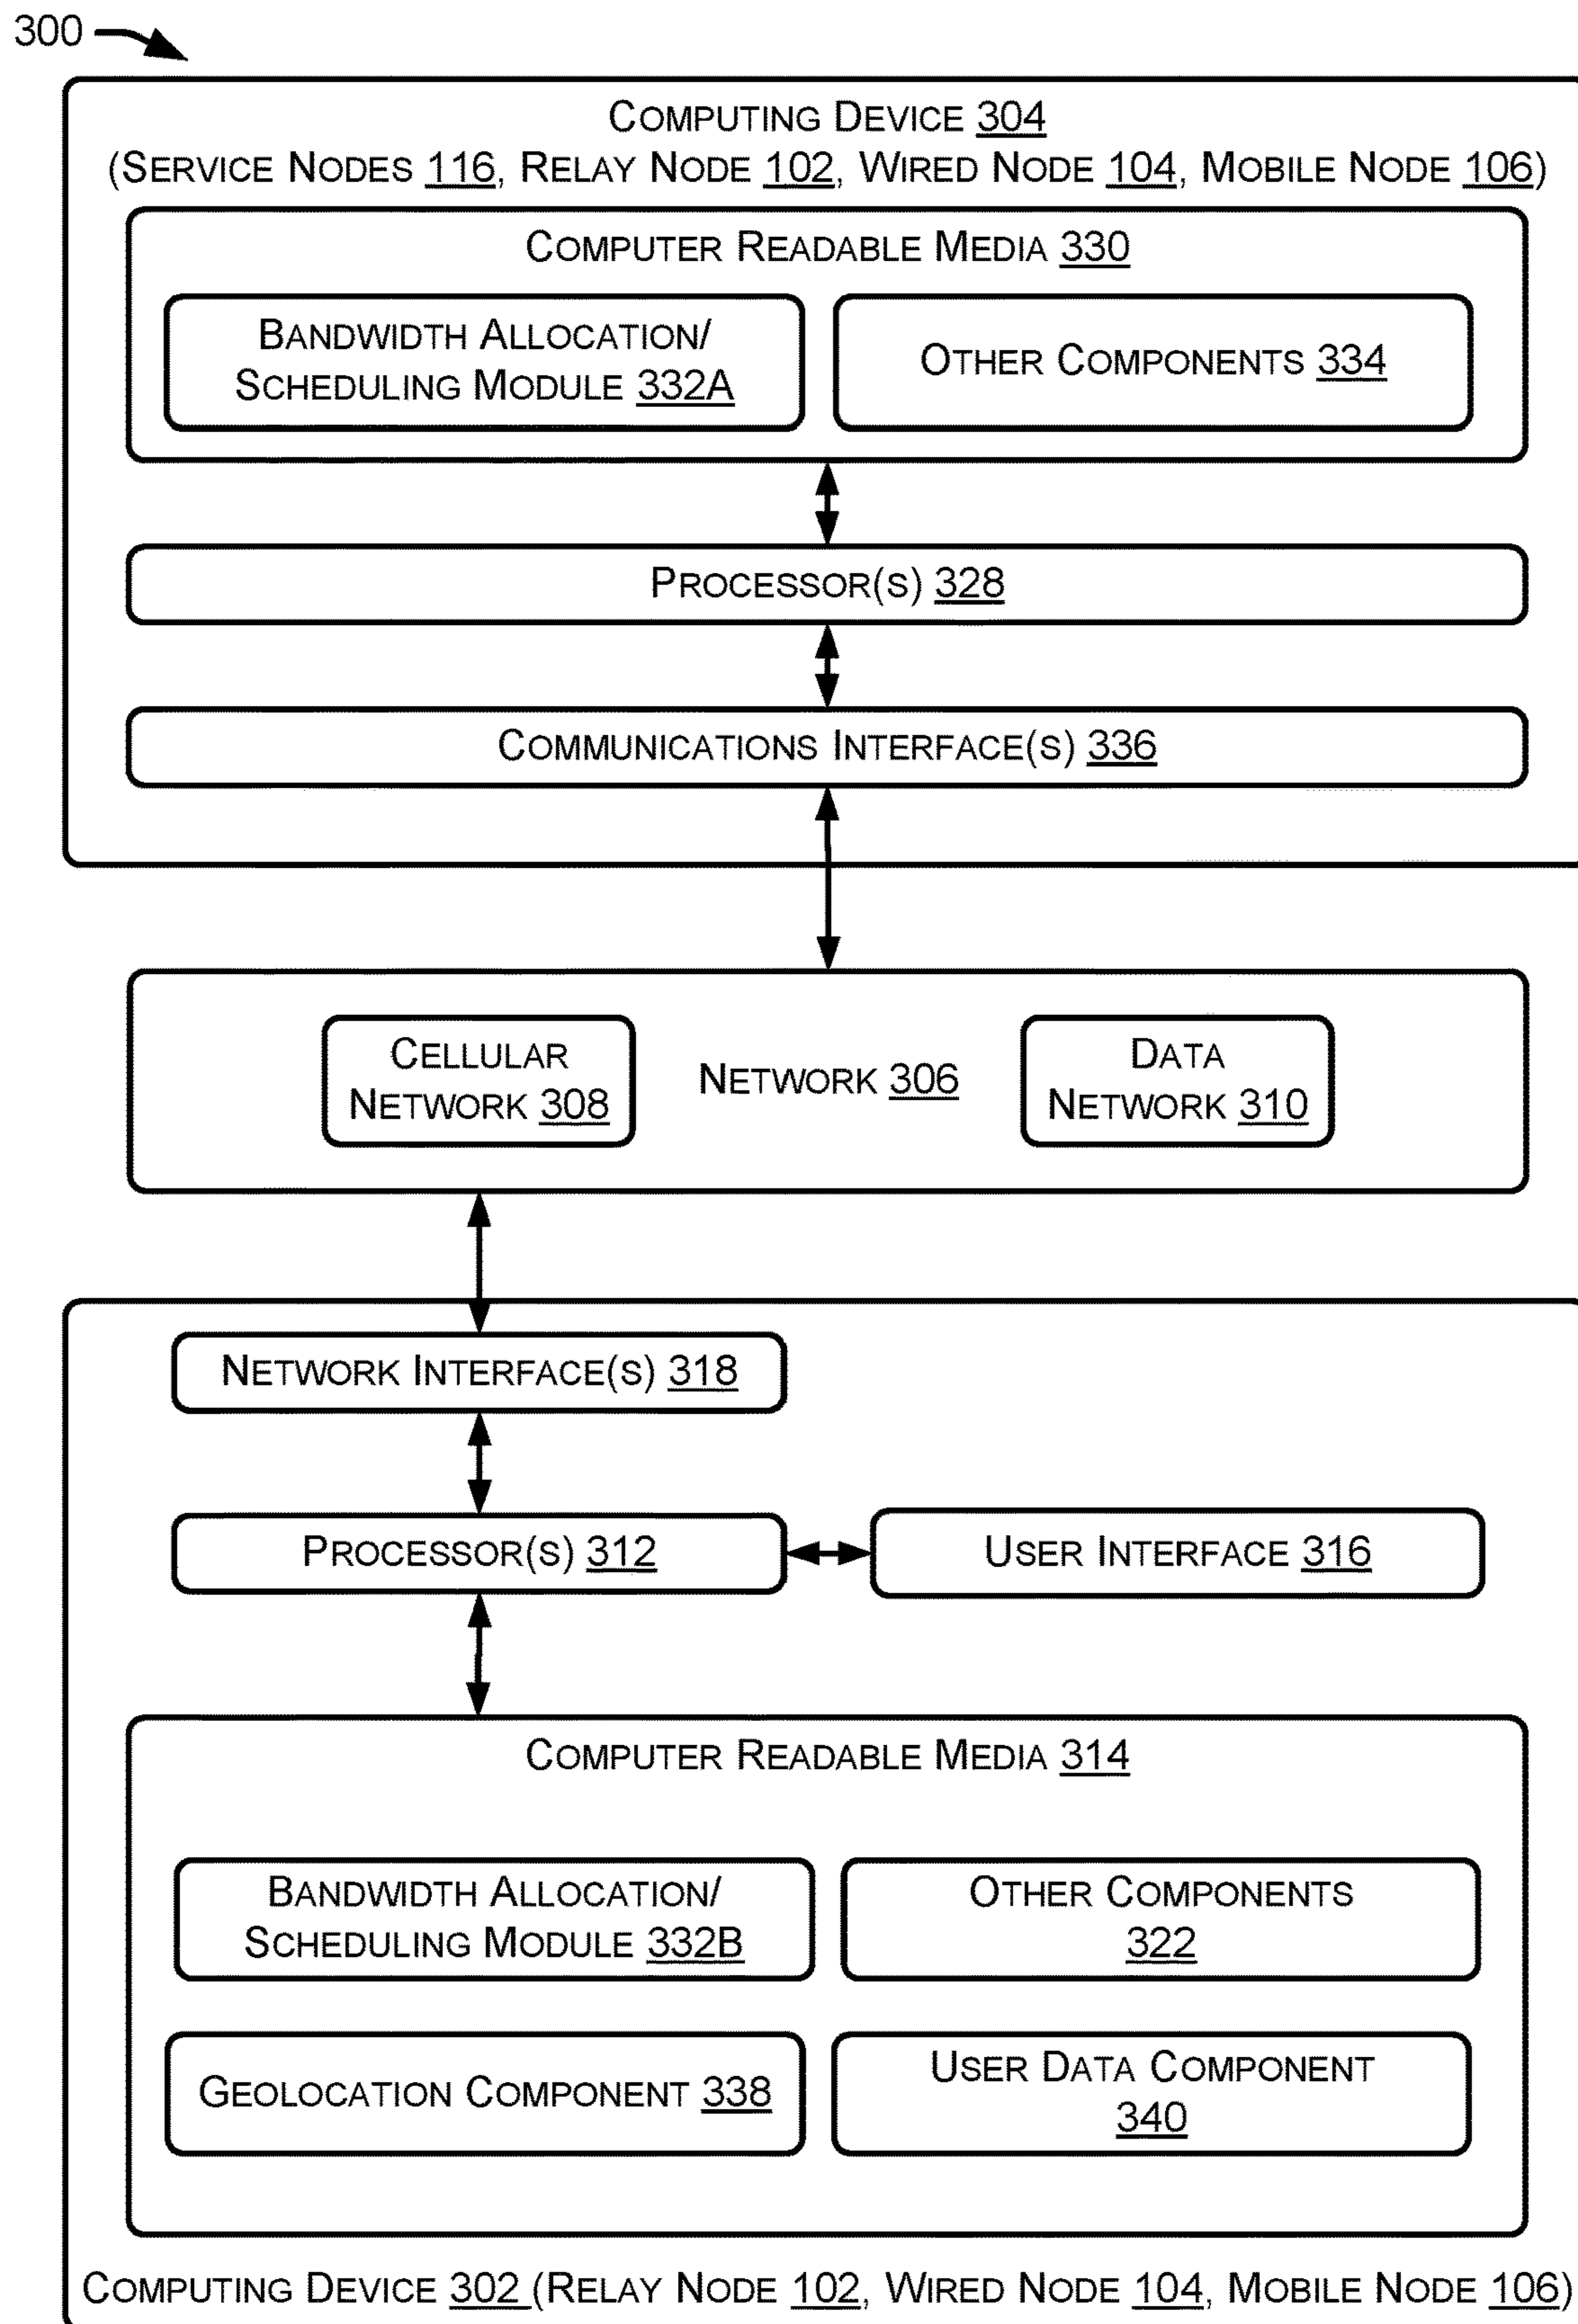 300
COMPUTING DEVICE 304
(SERVICE NODES 116, RELAY NODE 102, WIRED NODE 104, MOBILE NODE 106)
COMPUTER READABLE MEDIA 330
BANDWIDTH ALLOCATION/
SCHEDULING MODULE 332A
OTHER COMPONENTS 334
PROCESSOR(S) 328
COMMUNICATIONS INTERFACE(S) 336
CELLULAR
NETWORK 308
NETWORK 306
DATA
NETWORK 310
NETWORK INTERFACE(S) 318
PROCESSOR(S) 312
USER INTERFACE 316
COMPUTER READABLE MEDIA 314
BANDWIDTH ALLOCATION/
SCHEDULING MODULE 332B
OTHER COMPONENTS
322
GEOLOCATION COMPONENT 338
USER DATA COMPONENT
340
COMPUTING DEVICE 302 (RELAY NODE 102, WIRED NODE 104, MOBILE NODE 106)